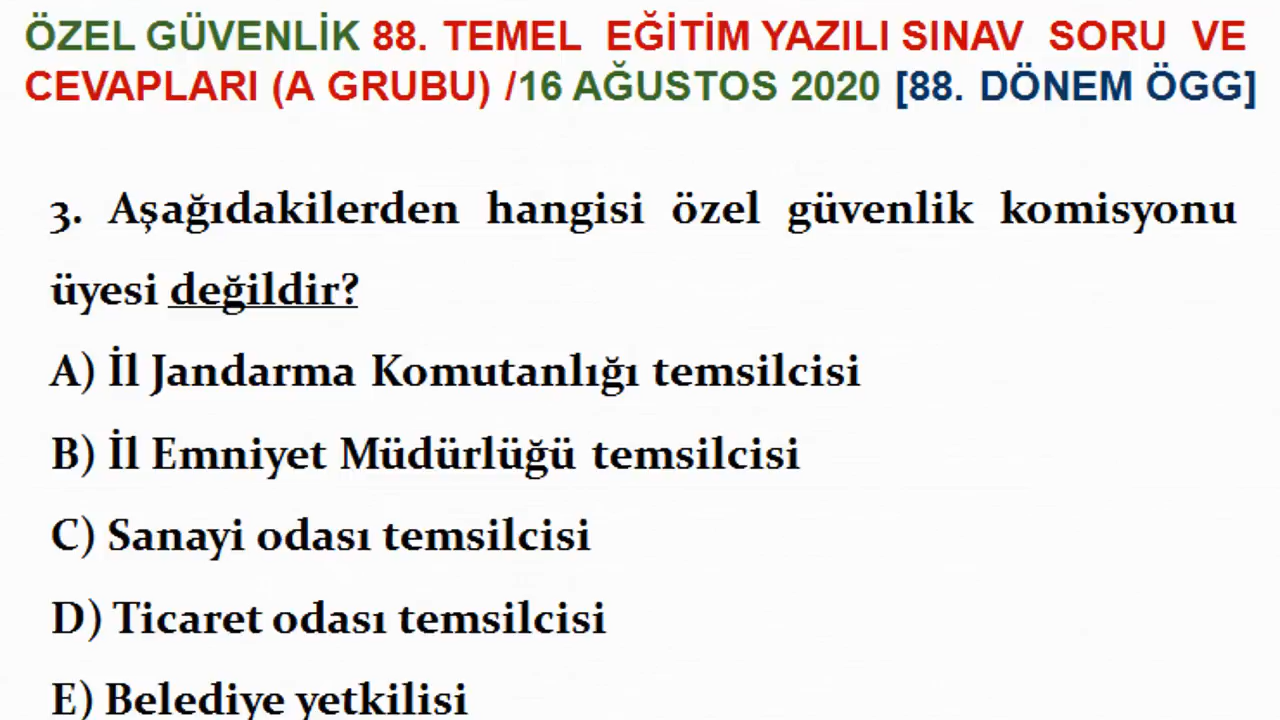 ÖZEL GÜVENLİK 88. TEMEL EĞİTİM YAZILI SINAV SORU VE
CEVAPLARI (A GRUBU) /16 AĞUSTOS 2020 [88. DÖNEM ÖGG]
3. Aşağıdakilerden hangisi özel güvenlik komisyonu
üyesi değildir?
A) İl Jandarma Komutanlığı temsilcisi
B) İl Emniyet Müdürlüğü temsilcisi
C) Sanayi odası temsilcisi
D) Ticaret odası temsilcisi
E) Belediye yetkilisi